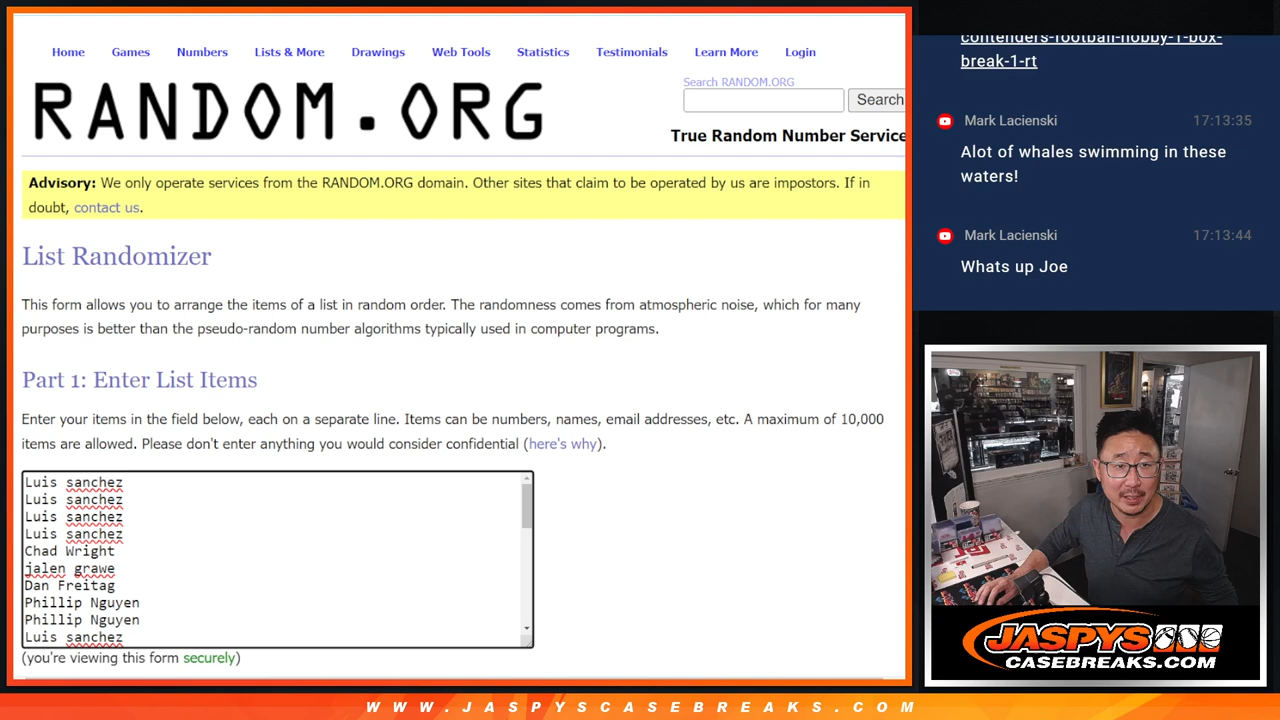 Home Games Numbers Lists & More Drawings Web Tools Statistics Testimonials Learn More Login
RANDOM.ORG
Search RANDOM.ORG
Search
True Random Number Service
Advisory: We only operate services from the RANDOM.ORG domain. Other sites that claim to be operated by us are impostors. If in
doubt, contact us.
List Randomizer
This form allows you to arrange the items of a list in random order. The randomness comes from atmospheric noise, which for many
purposes is better than the pseudo-random number algorithms typically used in computer programs.
Part 1: Enter List Items
Enter your items in the field below, each on a separate line. Items can be numbers, names, email addresses, etc. A maximum of 10,000
items are allowed. Please don't enter anything you would consider confidential (here's why).
Luis sanchez
Luis sanchez
Luis sanchez
Luis sanchez
Chad Wright
jalen grawe
Dan Freitag
Phillip Nguyen
Phillip Nguyen
Luis sanchez
(you're viewing this form securely)
contenders-football-hobby-1-box-
break-1-rt
Mark Lacienski 17:13:35
Alot of whales swimming in these
waters!
Mark Lacienski 17:13:44
Whats up Joe
JASPYS
CASEBREAKS.COM
WWW.JASPYSCASEBREAKS.COM